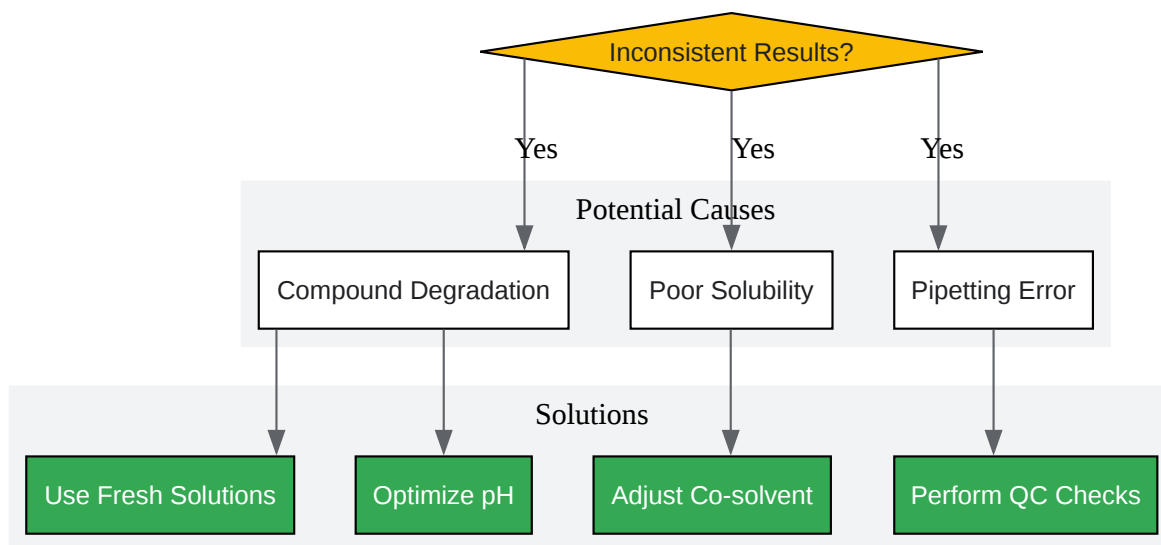 Inconsistent Results?
Yes
Yes
Yes
Potential Causes
Compound Degradation
Poor Solubility
Pipetting Error
Solutions
Use Fresh Solutions
Optimize pH
Adjust Co-solvent
Perform QC Checks